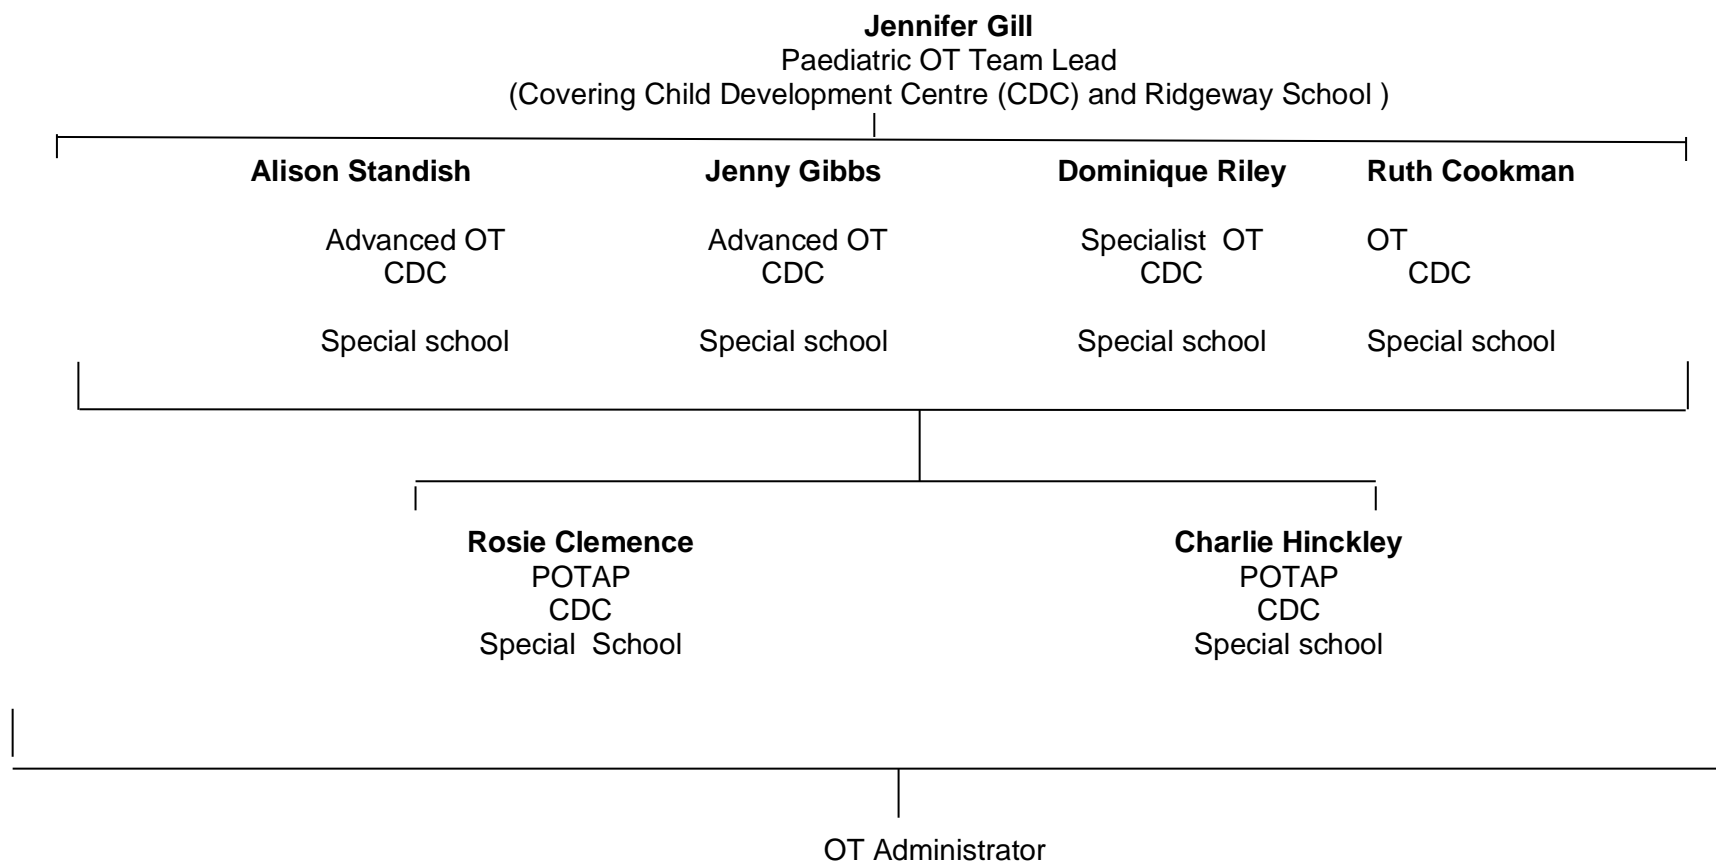 Jennifer Gill
Paediatric OT Team Lead
(Covering Child Development Centre (CDC) and Ridgeway School )
Alison Standish Jenny Gibbs Dominique Riley Ruth Cookman
Advanced OT Advanced OT Specialist OT OT
CDC CDC CDC CDC
Special school Special school Special school Special school
Rosie Clemence Charlie Hinckley
POTAP POTAP
CDC CDC
Special School Special school
OT Administrator